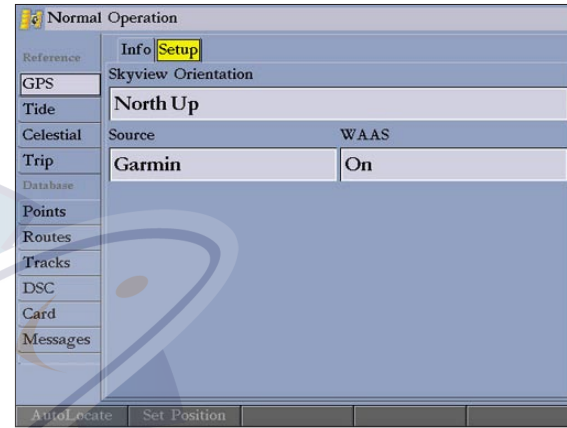 Normal Operation
Reference
GPS
Tide
Celestial
Trip
Database
Points
Routes
Tracks
DSC
Card
Messages
Info Setup
Skyview Orientation
North Up
Source WAAS
Garmin On
AutoLocate Set Position